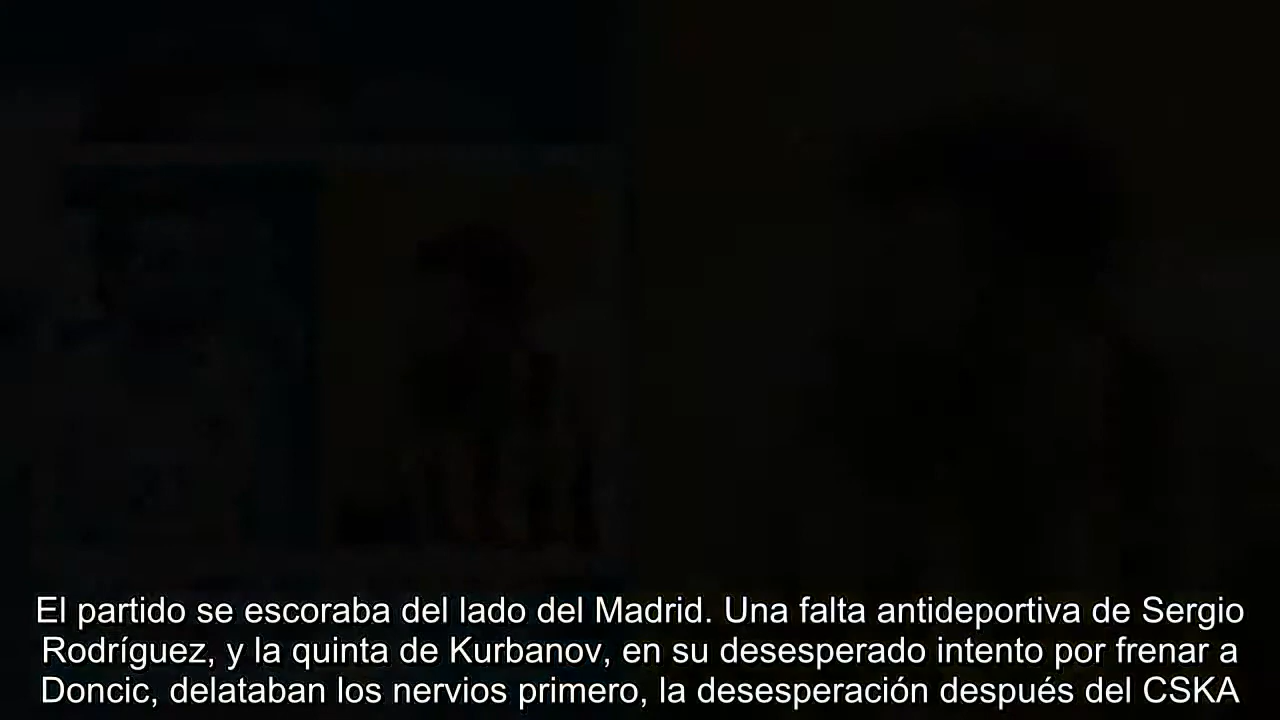 El partido se escoraba del lado del Madrid. Una falta antideportiva de Sergio
Rodríguez, y la quinta de Kurbanov, en su desesperado intento por frenar a
Doncic, delataban los nervios primero, la desesperación después del CSKA